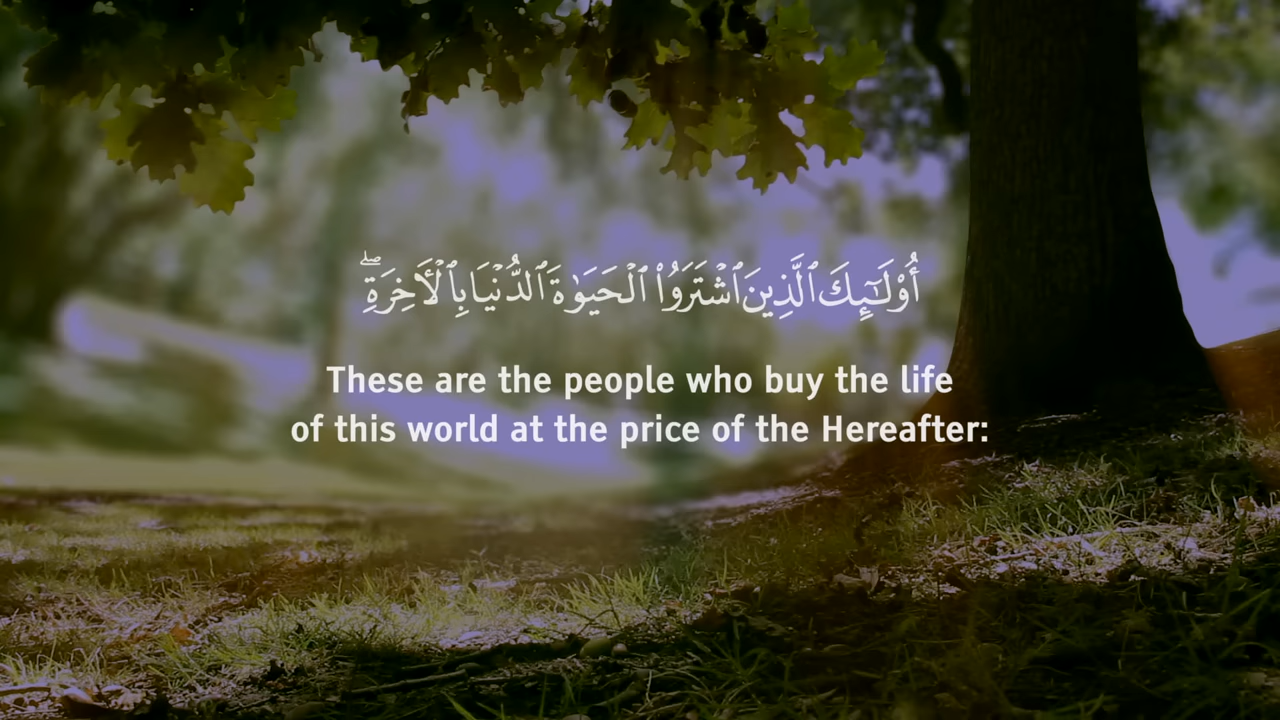 أُوْلَـٰٓئِكَ ٱلَّذِينَ ٱشْتَرَوُاْ ٱلْحَيَوٰةَ ٱلدُّنْيَا بِٱلْـَٔاخِرَةِۖ
These are the people who buy the life
of this world at the price of the Hereafter: